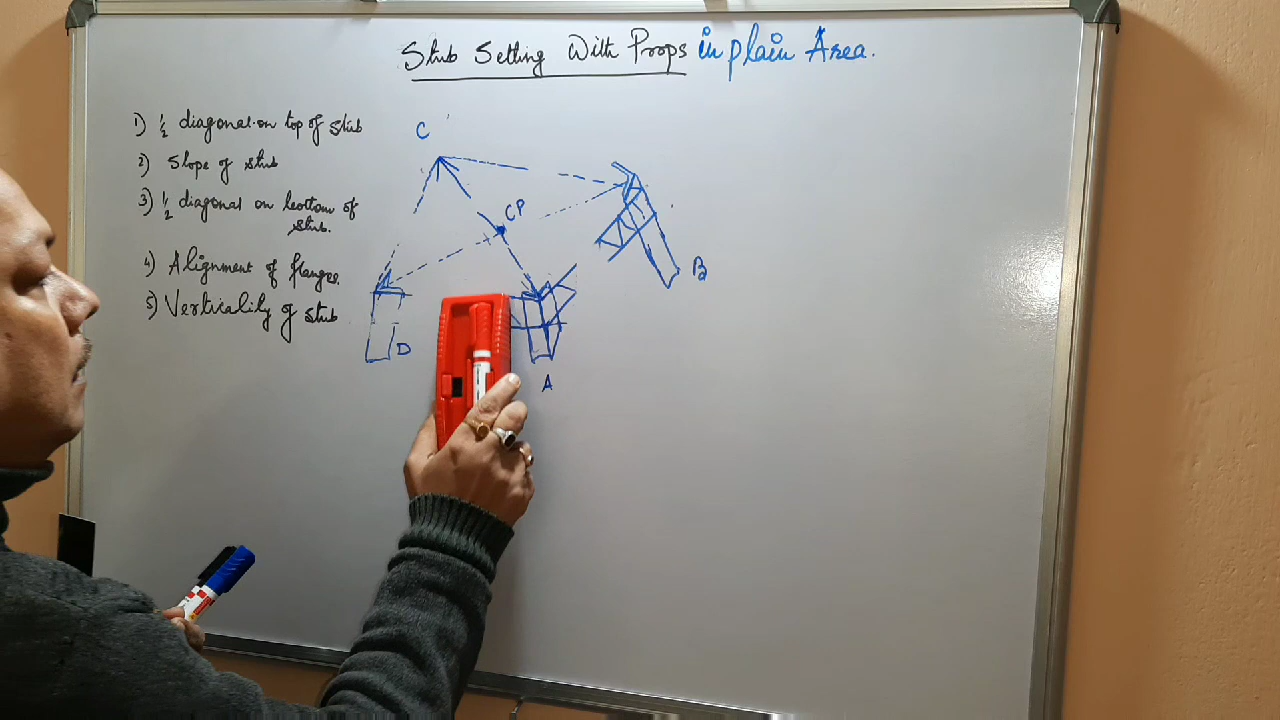 Stub Setting With Props in plain Area.
1) 1/2 diagonal on top of stub
2) Slope of stub
3) 1/2 diagonal on bottom of
stub.
4) Alignment of flange.
5) Verticality of stub
C
CP
B
D
A